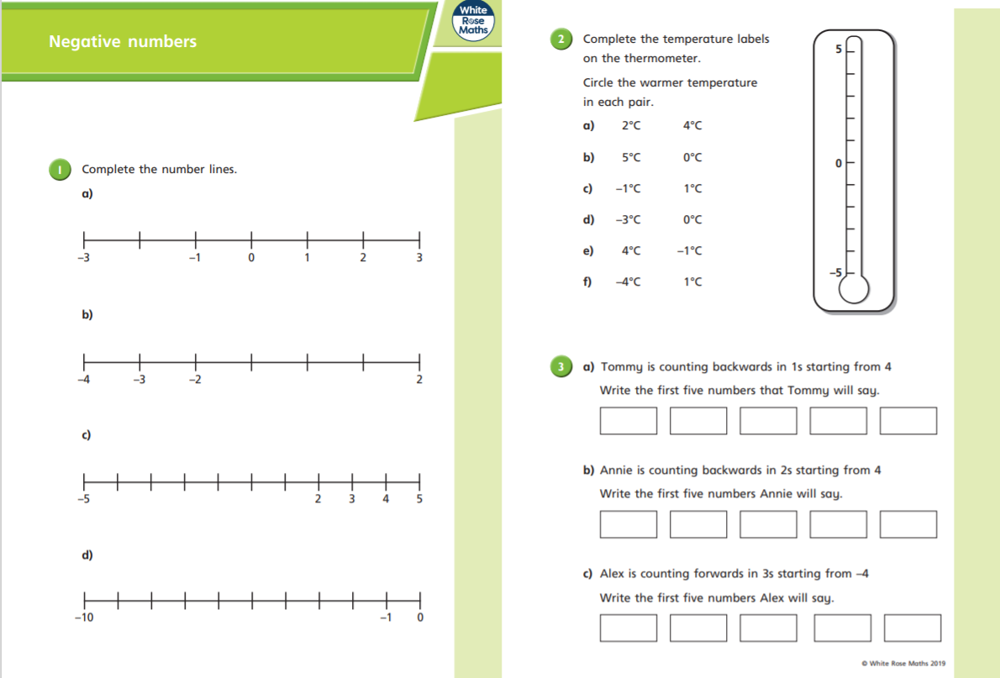 Negative numbers
White
Rose
Maths
1 Complete the number lines.
a)
–3 –1 0 1 2 3
b)
–4 –3 –2 2
c)
–5 2 3 4 5
d)
–10 –1 0
2 Complete the temperature labels
on the thermometer.
Circle the warmer temperature
in each pair.
a) 2°C 4°C
b) 5°C 0°C
c) –1°C 1°C
d) –3°C 0°C
e) 4°C –1°C
f) –4°C 1°C
5
0
–5
3 a) Tommy is counting backwards in 1s starting from 4
Write the first five numbers that Tommy will say.
b) Annie is counting backwards in 2s starting from 4
Write the first five numbers Annie will say.
c) Alex is counting forwards in 3s starting from –4
Write the first five numbers Alex will say.
© White Rose Maths 2019